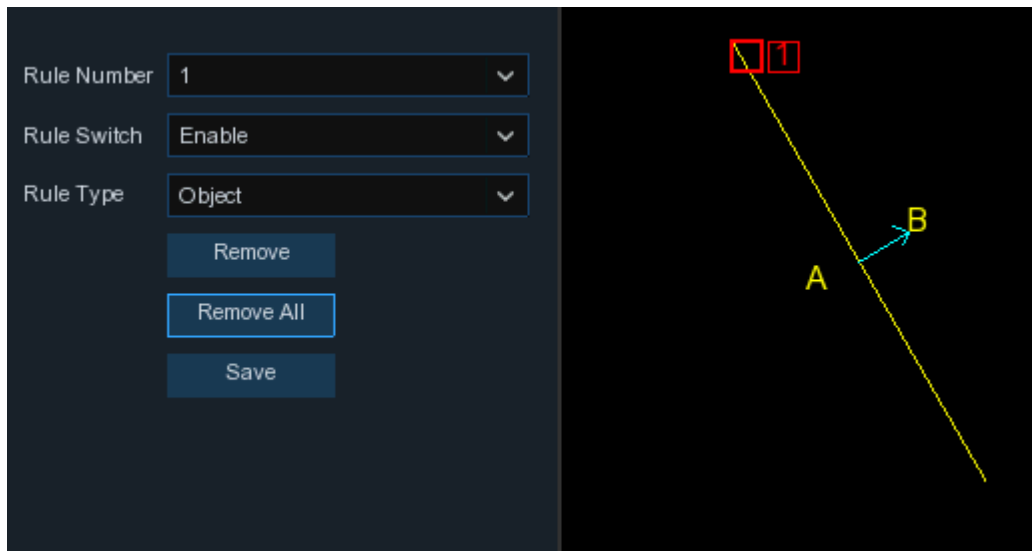 Rule Number 1
Rule Switch Enable
Rule Type Object
Remove
Remove All
Save
1
B
A